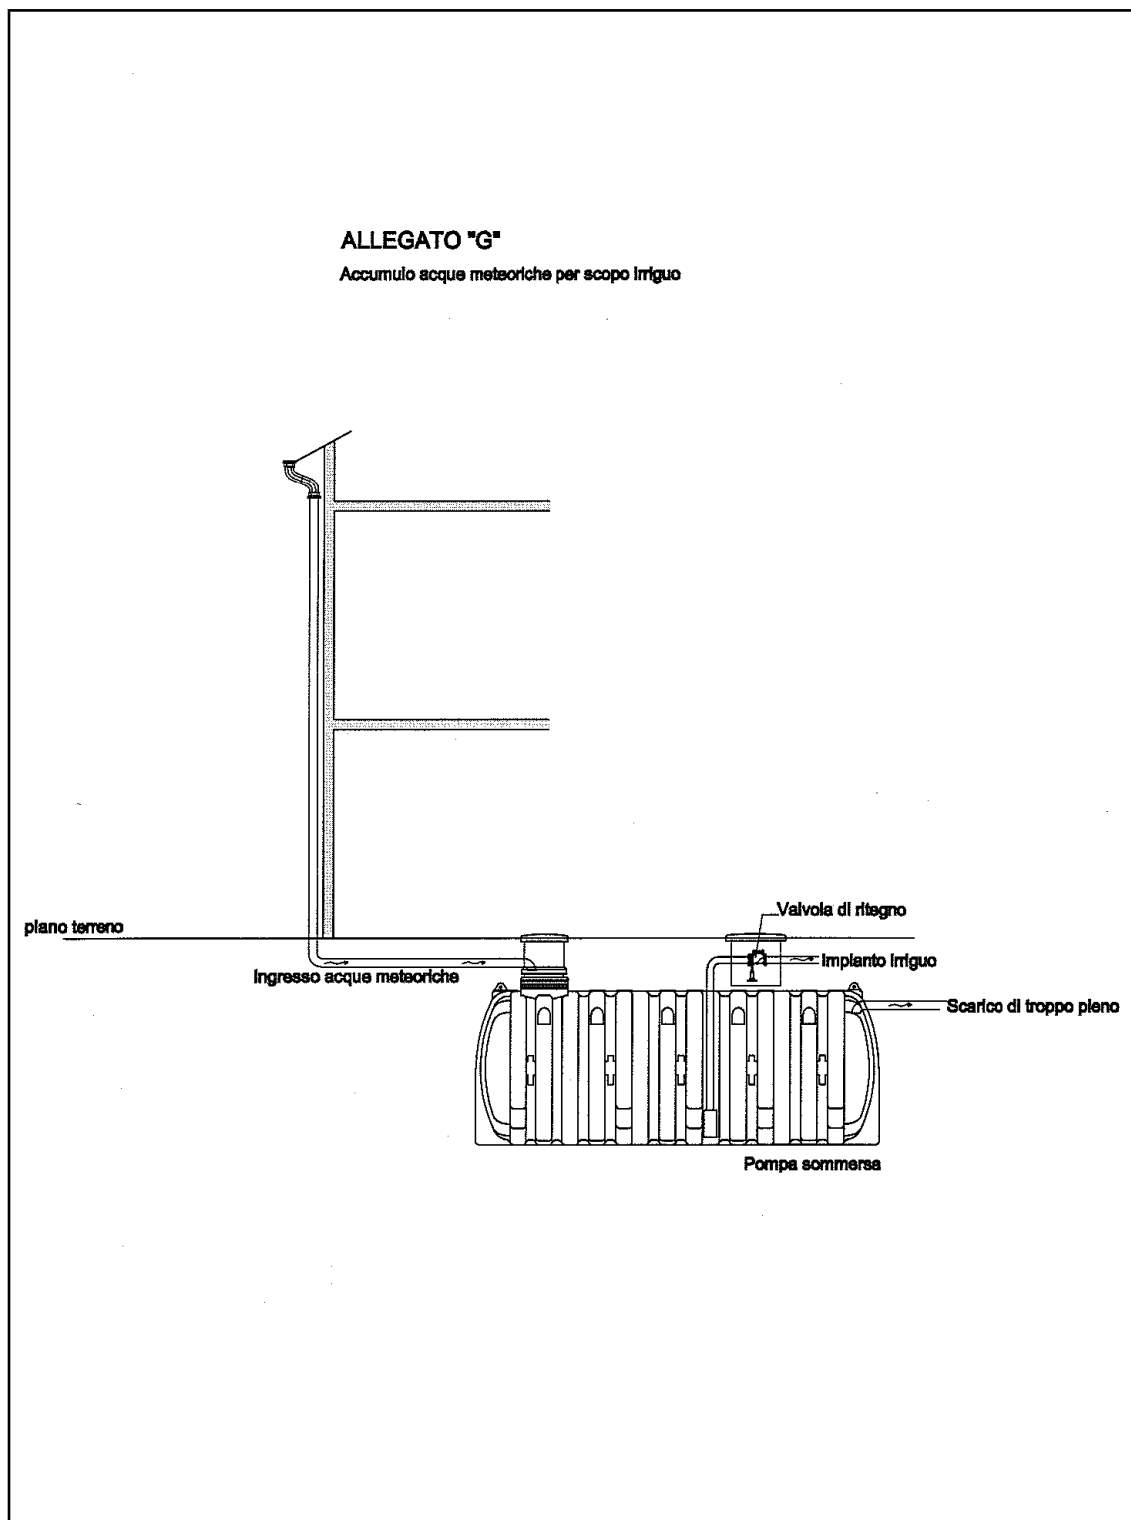 ALLEGATO "G"
Accumulo acque meteoriche per scopo irriguo
Valvola di ritegno
piano terreno
Impianto irriguo
Ingresso acque meteoriche
Scarico di troppo pieno
Pompa sommersa